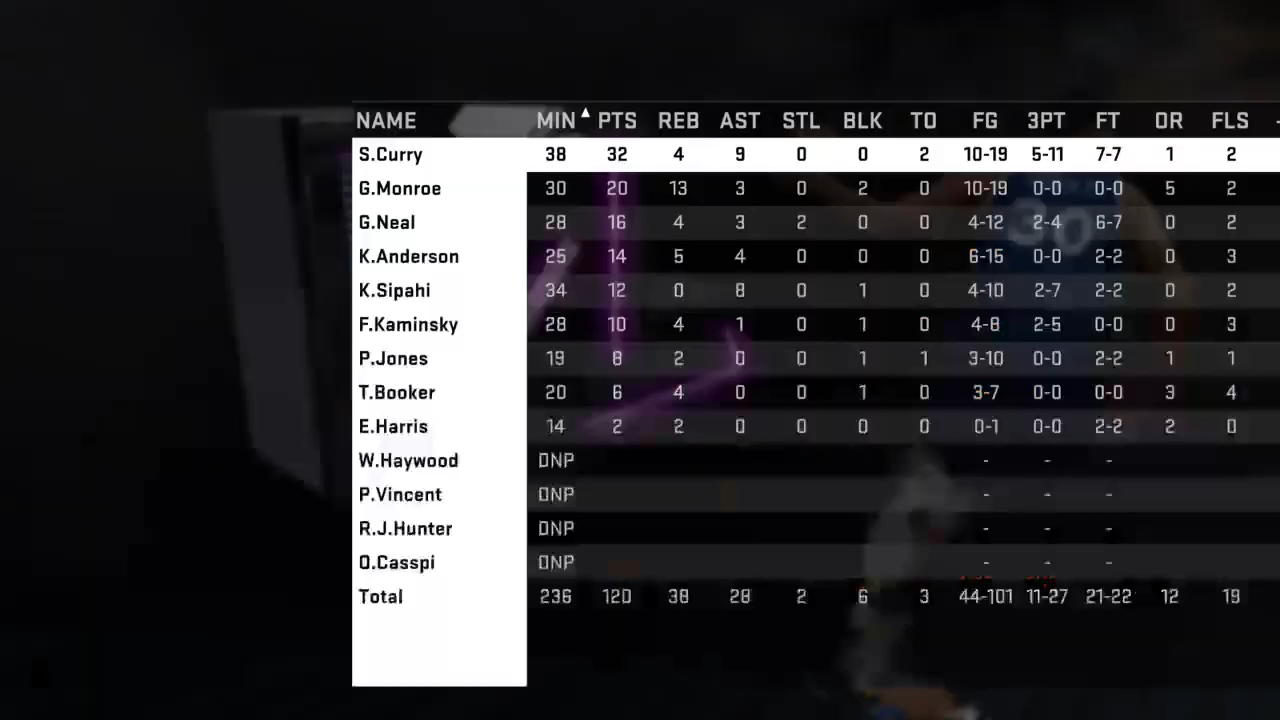 NAME MIN PTS REB AST STL BLK TO FG 3PT FT OR FLS
S.Curry 38 32 4 9 0 0 2 10-19 5-11 7-7 1 2
G.Monroe 30 20 13 3 0 2 0 10-19 0-0 0-0 5 2
G.Neal 28 16 4 3 2 0 0 4-12 2-4 6-7 0 2
K.Anderson 25 14 5 4 0 0 0 6-15 0-0 2-2 0 3
K.Sipahi 34 12 0 8 0 1 0 4-10 2-7 2-2 0 2
F.Kaminsky 28 10 4 1 0 1 0 4-8 2-5 0-0 0 3
P.Jones 19 8 2 0 0 1 1 3-10 0-0 2-2 1 1
T.Booker 20 6 4 0 0 1 0 3-7 0-0 0-0 3 4
E.Harris 14 2 2 0 0 0 0 0-1 0-0 2-2 2 0
W.Haywood DNP - - -
P.Vincent DNP - - -
R.J.Hunter DNP - - -
O.Casspi DNP - - -
Total 236 120 38 28 2 6 3 44-101 11-27 21-22 12 19
30